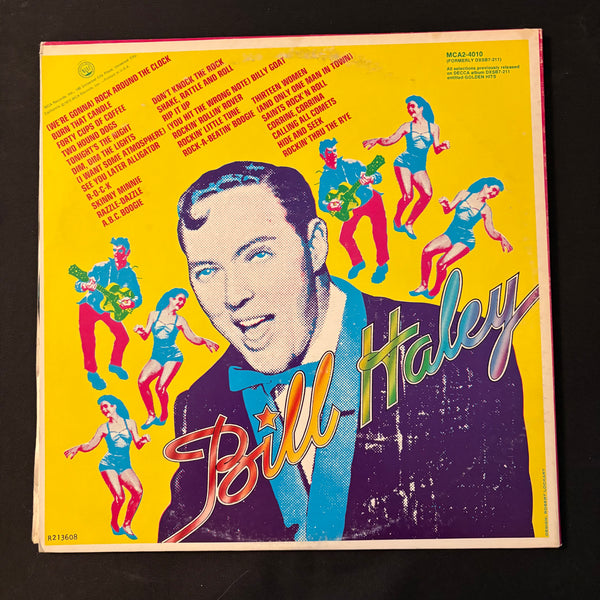 MCA2-4010
(FORMERLY DXSB7-211)
All selections previously released
on DECCA album DXSB7-211
entitled GOLDEN HITS
(WE'RE GONNA) ROCK AROUND THE CLOCK
BURN THAT CANDLE
FORTY CUPS OF COFFEE
TWO HOUND DOGS
TONIGHT'S THE NIGHT
DIM, DIM THE LIGHTS
(I WANT SOME ATMOSPHERE)
SEE YOU LATER ALLIGATOR
R-O-C-K
SKINNY MINNIE
RAZZLE-DAZZLE
A.B.C. BOOGIE
DON'T KNOCK THE ROCK
SHAKE, RATTLE AND ROLL
RIP IT UP
(YOU HIT THE WRONG NOTE) BILLY GOAT
ROCKIN' ROLLIN' ROVER
ROCKIN' LITTLE TUNE
ROCK-A-BEATIN' BOOGIE
THIRTEEN WOMEN
(AND ONLY ONE MAN IN TOWN)
SAINTS ROCK 'N ROLL
CORRINE, CORRINA
CALLING ALL COMETS
HIDE AND SEEK
ROCKIN' THRU THE RYE
Bill Haley
R213608
DESIGN: ROBERT LOCKART